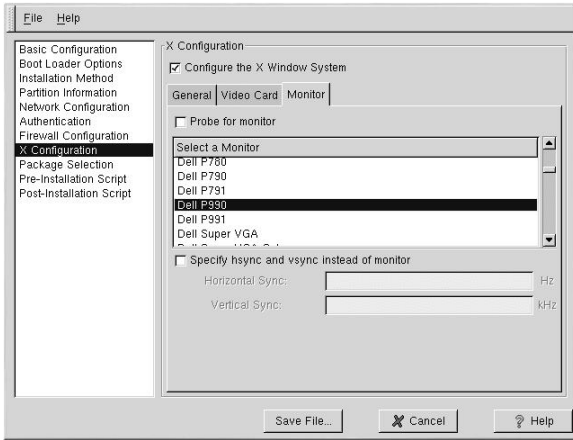 File Help
Basic Configuration
Boot Loader Options
Installation Method
Partition Information
Network Configuration
Authentication
Firewall Configuration
X Configuration
Package Selection
Pre-Installation Script
Post-Installation Script
X Configuration
Configure the X Window System
General Video Card Monitor
Probe for monitor
Select a Monitor
Dell P780
Dell P790
Dell P791
Dell P990
Dell P991
Dell Super VGA
Specify hsync and vsync instead of monitor
Horizontal Sync: Hz
Vertical Sync: kHz
Save File... Cancel Help